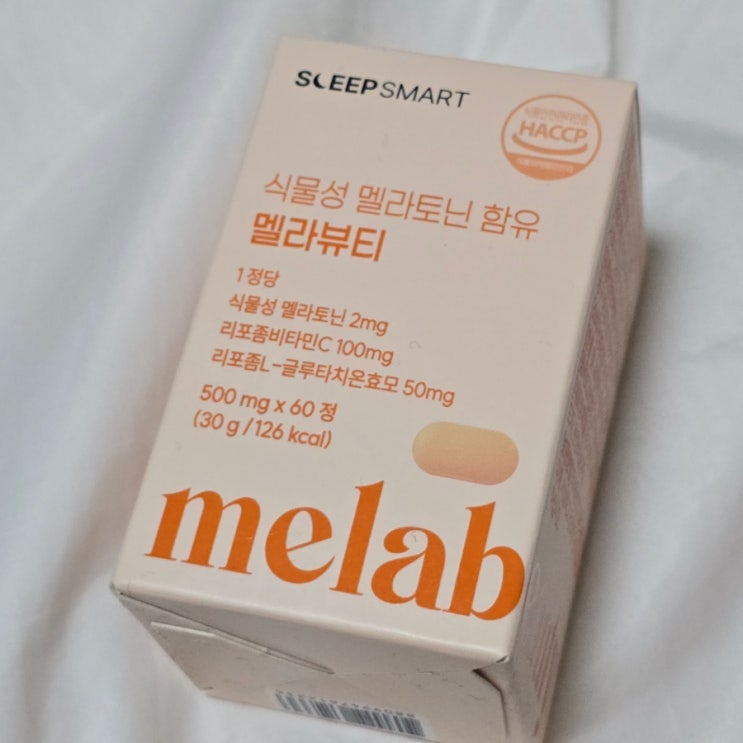 SLEEPSMART
HACCP
식물성 멜라토닌 함유
멜라뷰티
1 정당
식물성 멜라토닌 2mg
리포좀비타민C 100mg
리포좀L-글루타치온효모 50mg
500 mg x 60 정
(30 g / 126 kcal)
melab